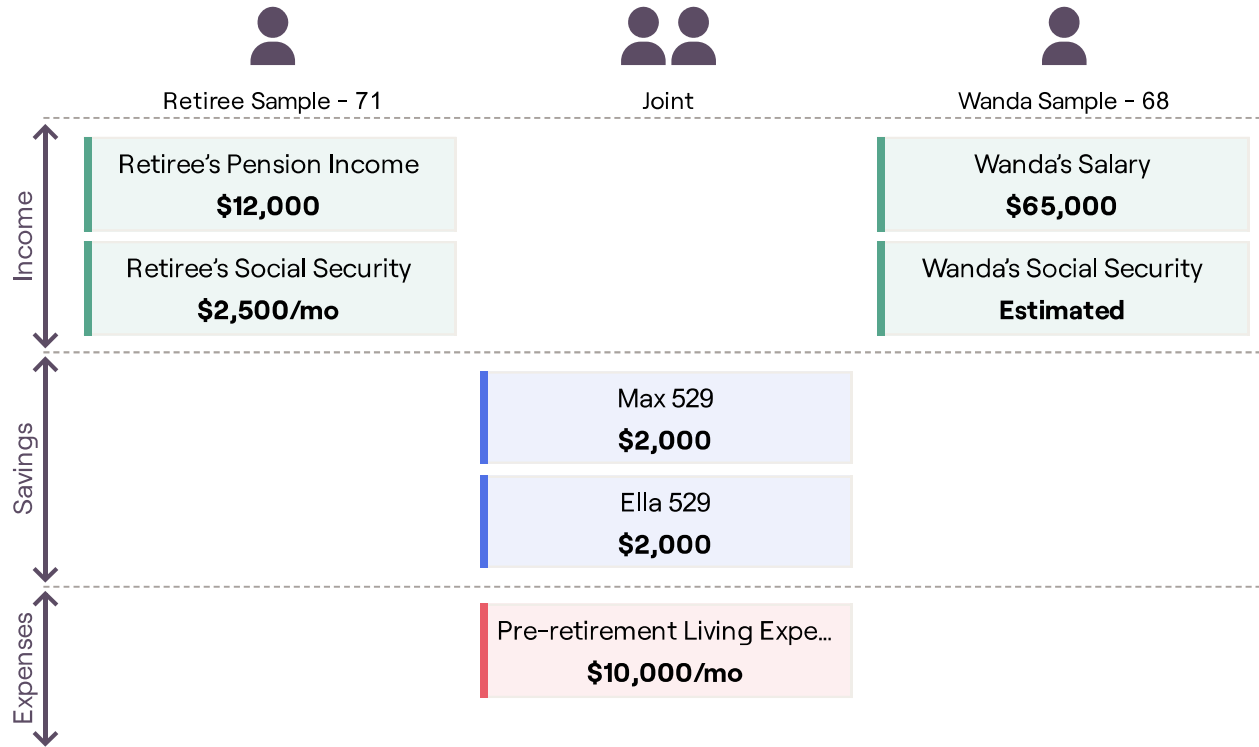 Retiree Sample - 71
Joint
Wanda Sample - 68
Income
Retiree's Pension Income
$12,000
Retiree's Social Security
$2,500/mo
Wanda's Salary
$65,000
Wanda's Social Security
Estimated
Savings
Max 529
$2,000
Ella 529
$2,000
Expenses
Pre-retirement Living Expe...
$10,000/mo